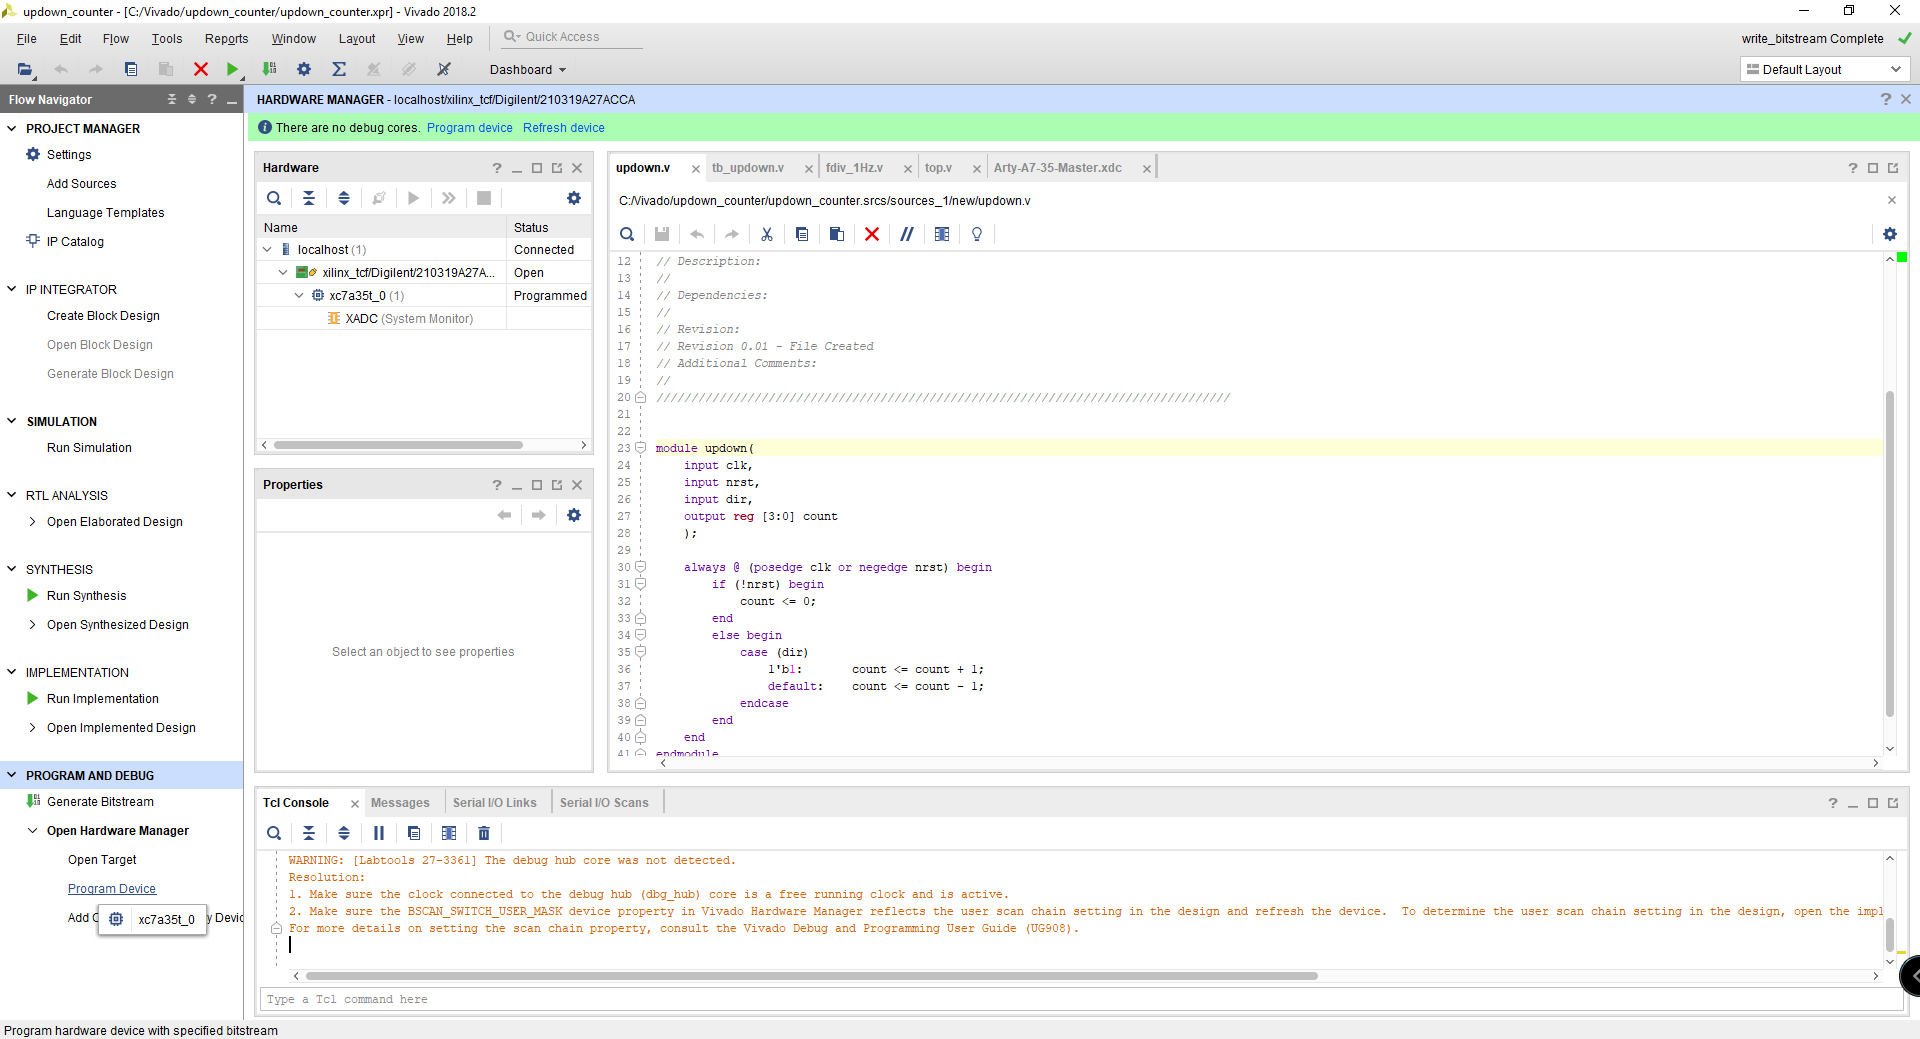 updown_counter - [C:/Vivado/updown_counter/updown_counter.xpr] - Vivado 2018.2
File Edit Flow Tools Reports Window Layout View Help Quick Access
write_bitstream Complete
Dashboard
Default Layout
Flow Navigator
HARDWARE MANAGER - localhost/xilinx_tcf/Digilent/210319A27ACCA
There are no debug cores. Program device Refresh device
PROJECT MANAGER
Settings
Add Sources
Language Templates
IP Catalog
IP INTEGRATOR
Create Block Design
Open Block Design
Generate Block Design
SIMULATION
Run Simulation
RTL ANALYSIS
Open Elaborated Design
SYNTHESIS
Run Synthesis
Open Synthesized Design
IMPLEMENTATION
Run Implementation
Open Implemented Design
PROGRAM AND DEBUG
Generate Bitstream
Open Hardware Manager
Open Target
Program Device
Add C
y Devic
xc7a35t_0
Hardware
Name Status
localhost (1) Connected
xilinx_tcf/Digilent/210319A27A... Open
xc7a35t_0 (1) Programmed
XADC (System Monitor)
Properties
Select an object to see properties
updown.v tb_updown.v fdiv_1Hz.v top.v Arty-A7-35-Master.xdc
C:/Vivado/updown_counter/updown_counter.srcs/sources_1/new/updown.v
12 // Description:
13 //
14 // Dependencies:
15 //
16 // Revision:
17 // Revision 0.01 - File Created
18 // Additional Comments:
19 //
20 //////////////////////////////////////////////////////////////////////////////////
21
22
23 module updown(
24 input clk,
25 input nrst,
26 input dir,
27 output reg [3:0] count
28 );
29
30 always @ (posedge clk or negedge nrst) begin
31 if (!nrst) begin
32 count <= 0;
33 end
34 else begin
35 case (dir)
36 1'b1: count <= count + 1;
37 default: count <= count - 1;
38 endcase
39 end
40 end
41 endmodule
Tcl Console Messages Serial I/O Links Serial I/O Scans
WARNING: [Labtools 27-3361] The debug hub core was not detected.
Resolution:
1. Make sure the clock connected to the debug hub (dbg_hub) core is a free running clock and is active.
2. Make sure the BSCAN_SWITCH_USER_MASK device property in Vivado Hardware Manager reflects the user scan chain setting in the design and refresh the device.  To determine the user scan chain setting in the design, open the impl
For more details on setting the scan chain property, consult the Vivado Debug and Programming User Guide (UG908).
Type a Tcl command here
Program hardware device with specified bitstream